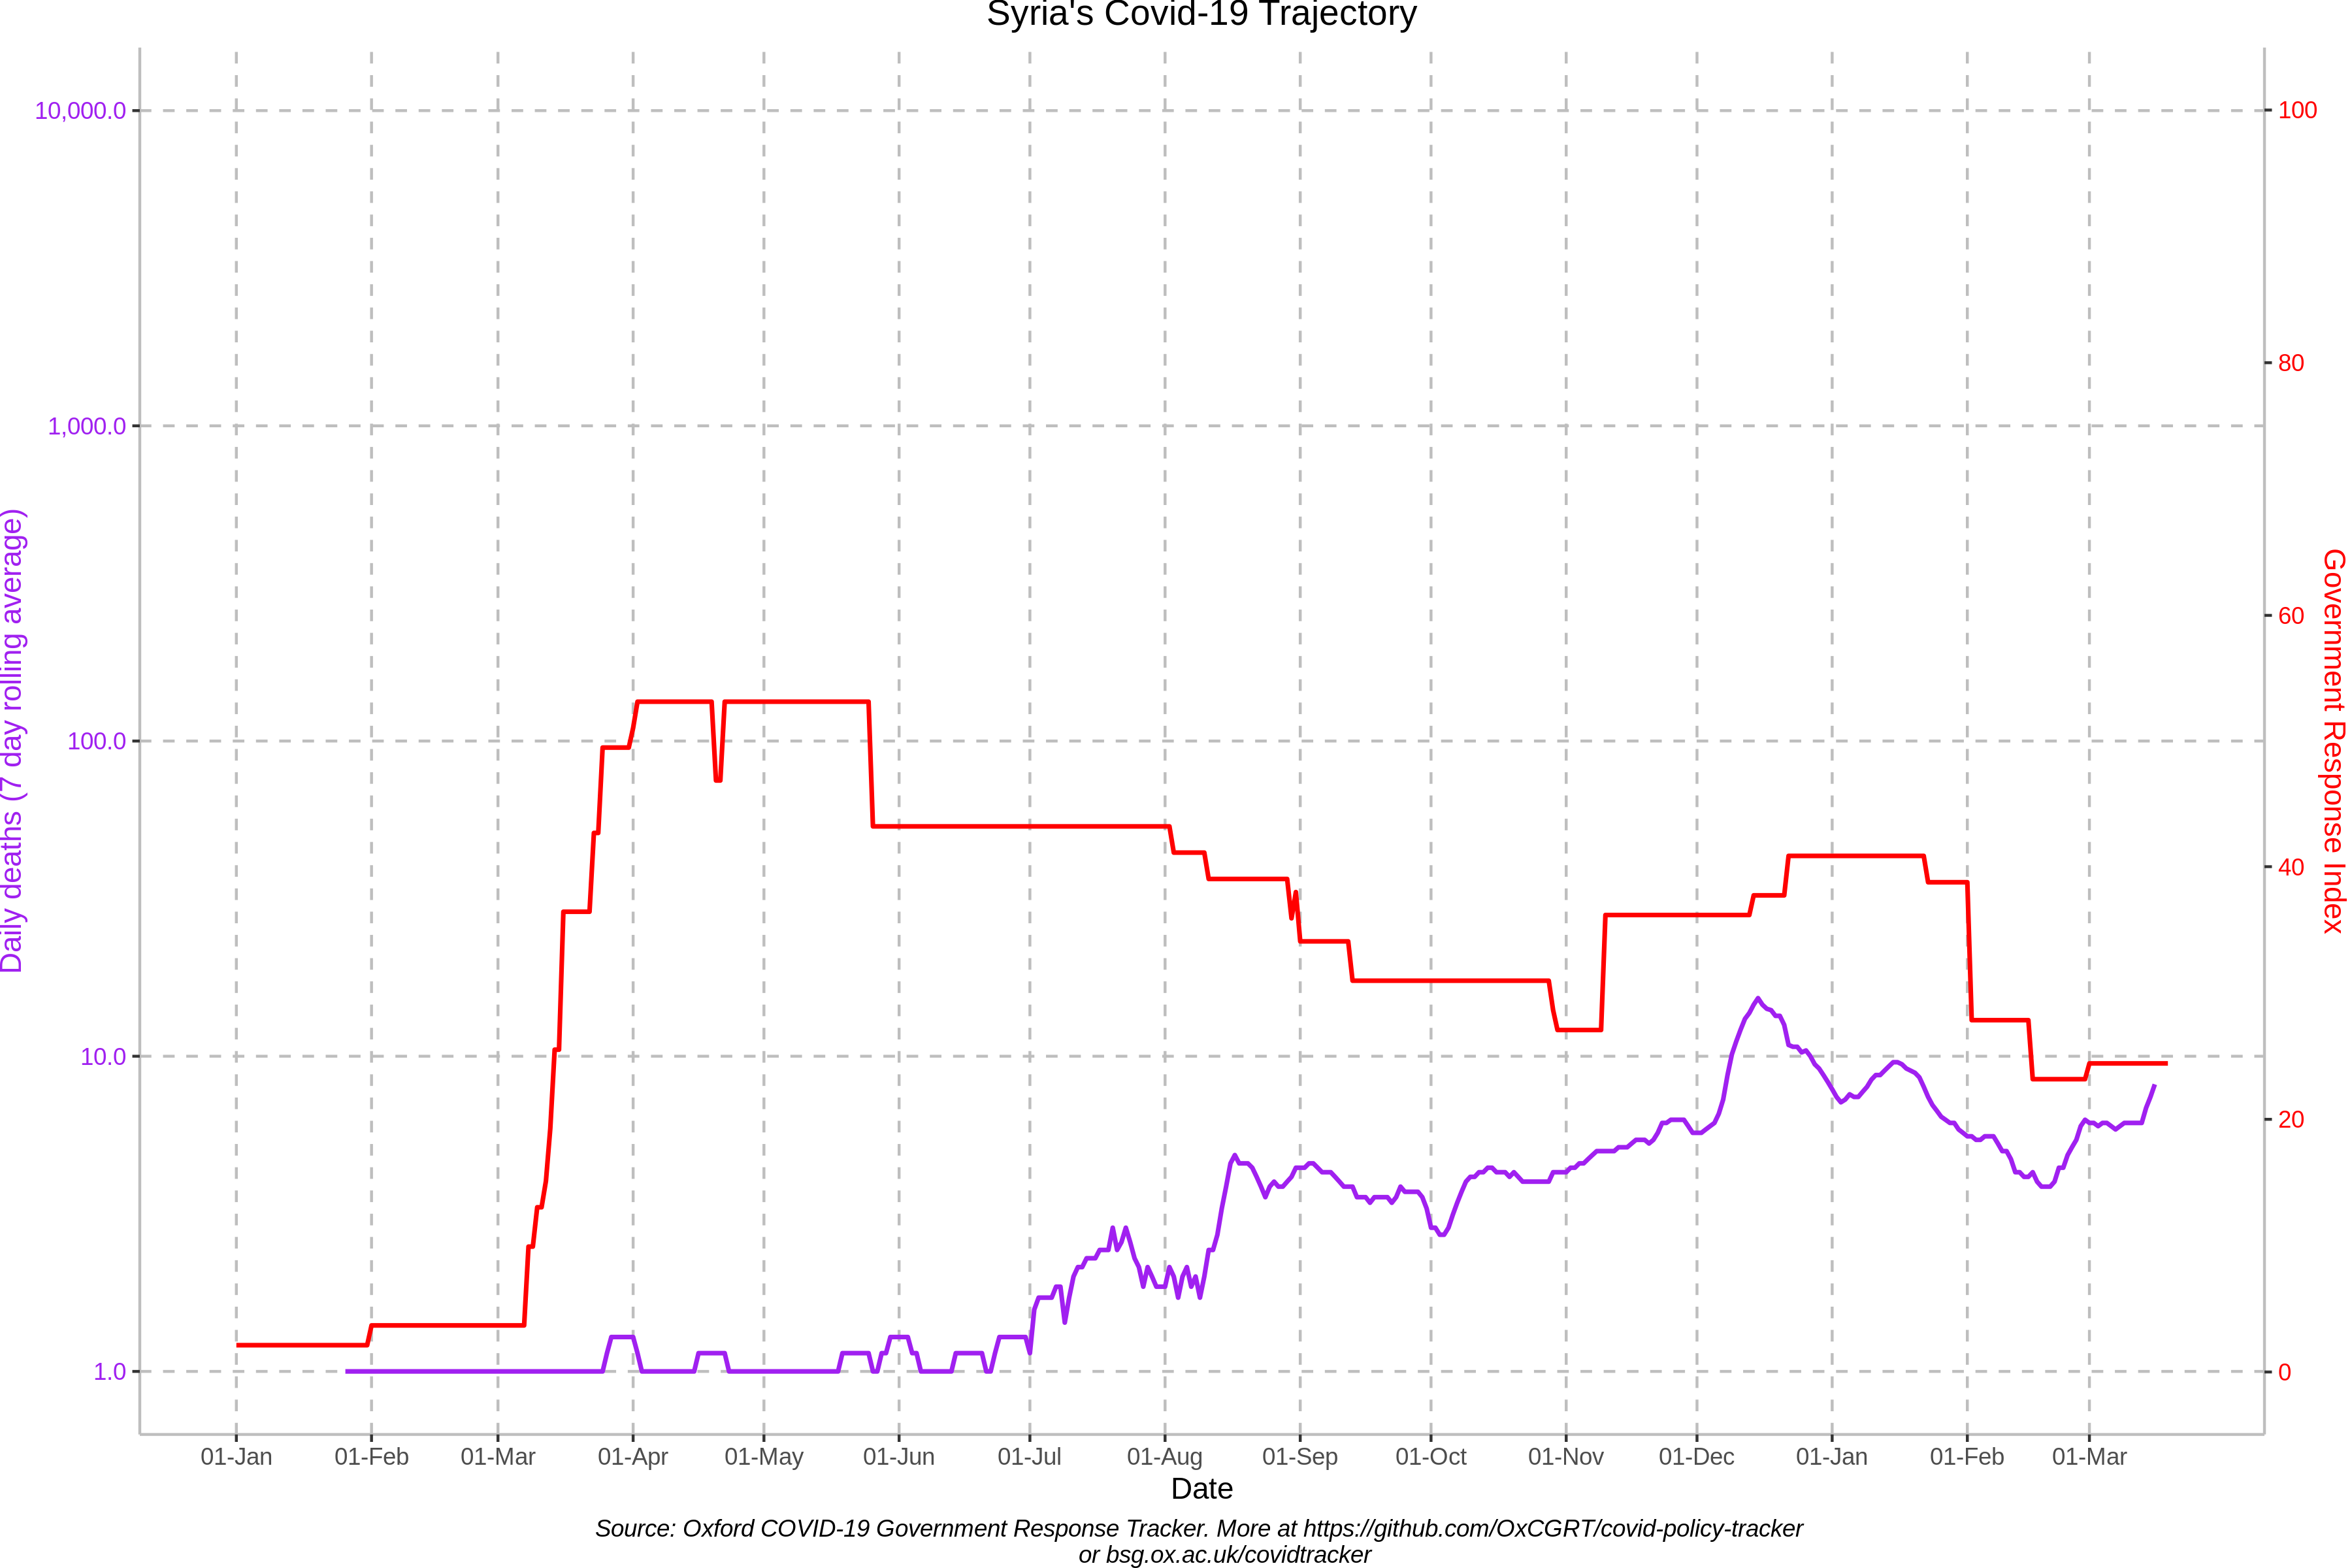 Syria's Covid-19 Trajectory
10,000.0
1,000.0
100.0
10.0
1.0
Daily deaths (7 day rolling average)
100
80
60
40
20
0
Government Response Index
01-Jan 01-Feb 01-Mar 01-Apr 01-May 01-Jun 01-Jul 01-Aug 01-Sep 01-Oct 01-Nov 01-Dec 01-Jan 01-Feb 01-Mar
Date
Source: Oxford COVID-19 Government Response Tracker. More at https://github.com/OxCGRT/covid-policy-tracker
or bsg.ox.ac.uk/covidtracker